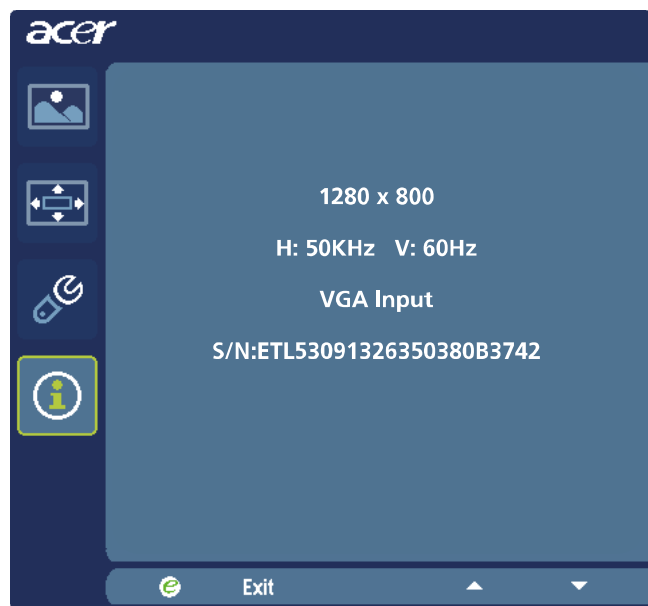 acer
1280 x 800
H: 50KHz V: 60Hz
VGA Input
S/N:ETL53091326350380B3742
e Exit